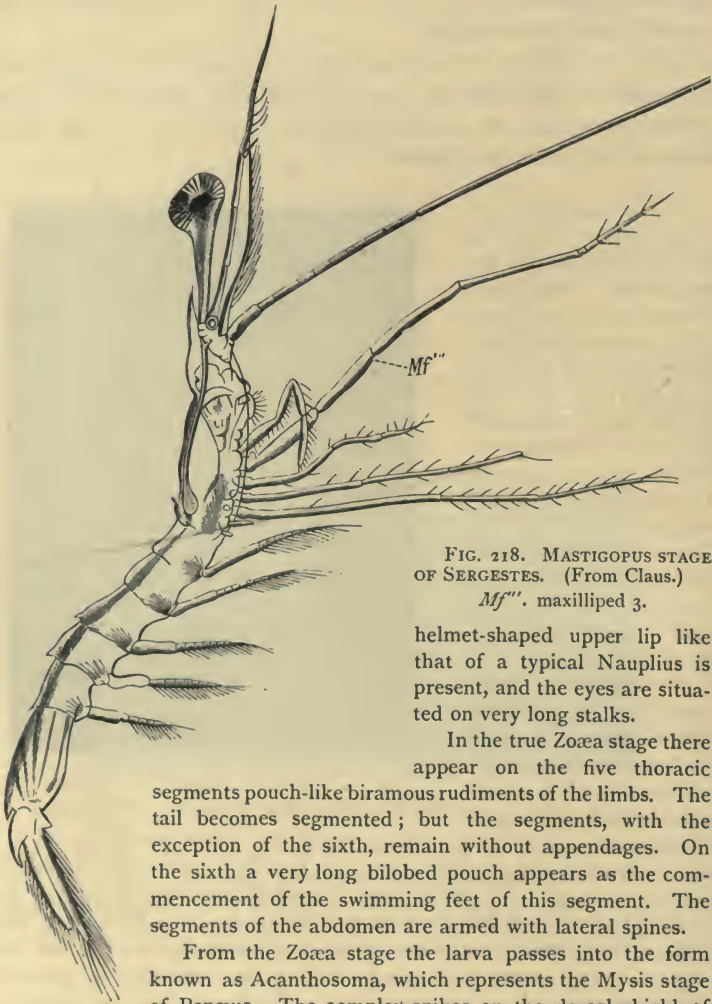 Mf'''
FIG. 218. MASTIGOPUS STAGE
OF SERGESTES. (From Claus.)
Mf'''. maxilliped 3.
helmet-shaped upper lip like
that of a typical Nauplius is
present, and the eyes are situa-
ted on very long stalks.
In the true Zoæa stage there
appear on the five thoracic
segments pouch-like biramous rudiments of the limbs. The
tail becomes segmented; but the segments, with the
exception of the sixth, remain without appendages. On
the sixth a very long bilobed pouch appears as the com-
mencement of the swimming feet of this segment. The
segments of the abdomen are armed with lateral spines.
From the Zoæa stage the larva passes into the form
known as Acanthosoma, which represents the Mysis stage